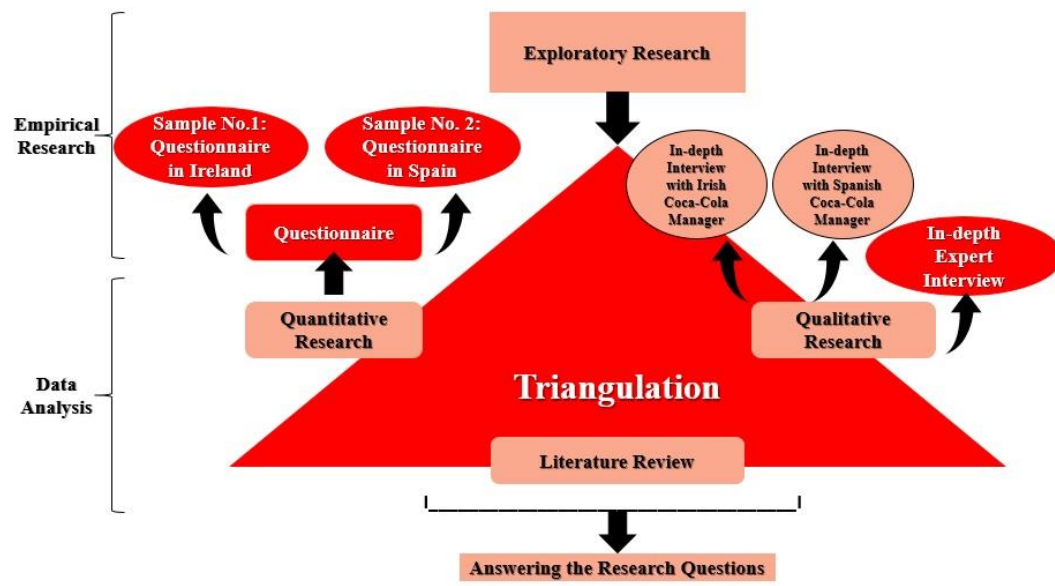 Exploratory Research
Empirical
Research
Sample No.1:
Questionnaire
in Ireland
Sample No. 2:
Questionnaire
in Spain
In-depth
Interview
with Irish
Coca-Cola
Manager
In-depth
Interview
with Spanish
Coca-Cola
Manager
Questionnaire
In-depth
Expert
Interview
Quantitative
Research
Qualitative
Research
Data
Analysis
Triangulation
Literature Review
Answering the Research Questions